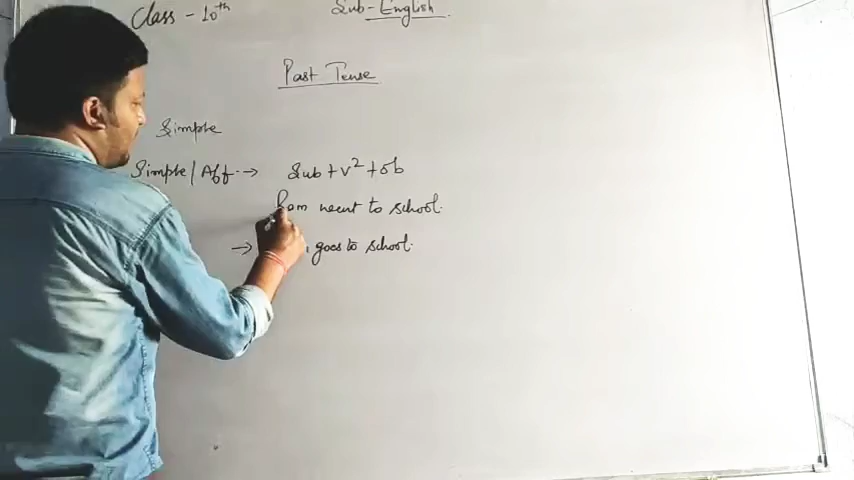 Class - 10th
Sub- English.
Past Tense
Simple
Simple/Aff. → Sub + v² + ob
Ram went to school.
→ goes to school.